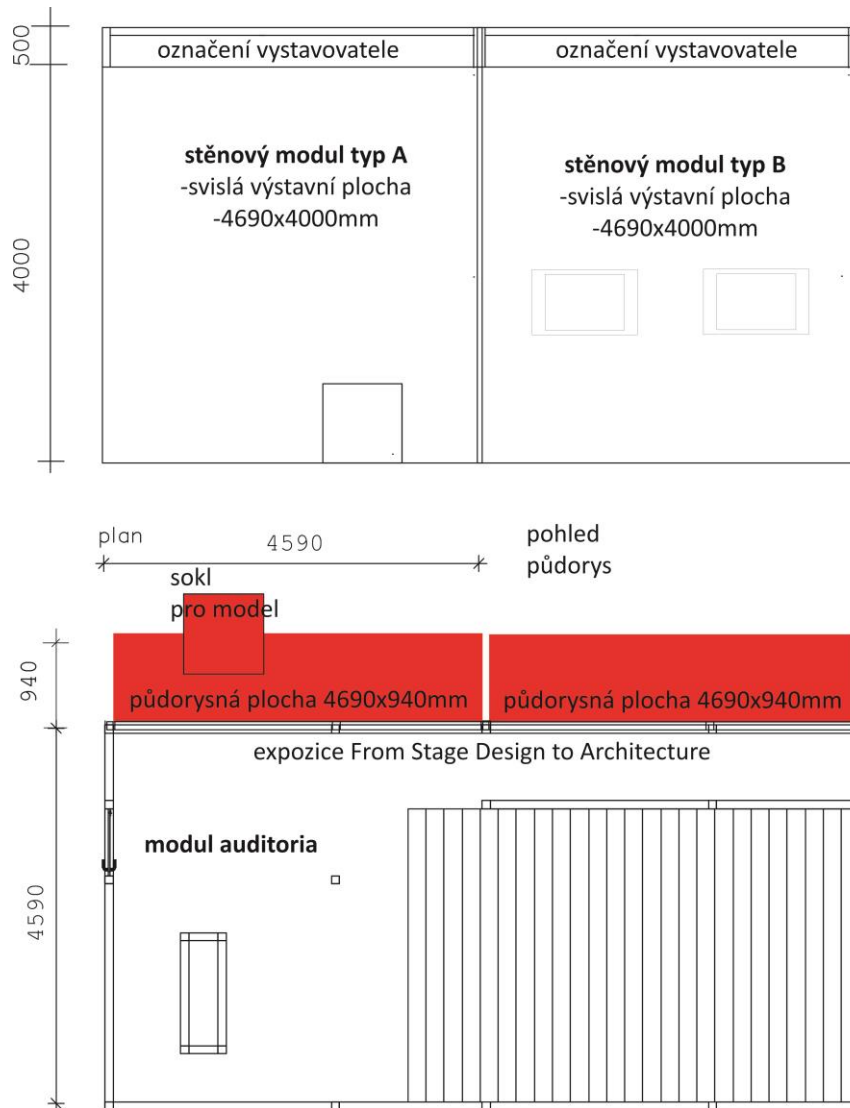 500
označení vystavovatele
označení vystavovatele
stěnový modul typ A
-svislá výstavní plocha
-4690x4000mm
stěnový modul typ B
-svislá výstavní plocha
-4690x4000mm
4000
plan
4590
pohled
půdorys
sokl
pro model
940
půdorysná plocha 4690x940mm
půdorysná plocha 4690x940mm
expozice From Stage Design to Architecture
modul auditoria
4590